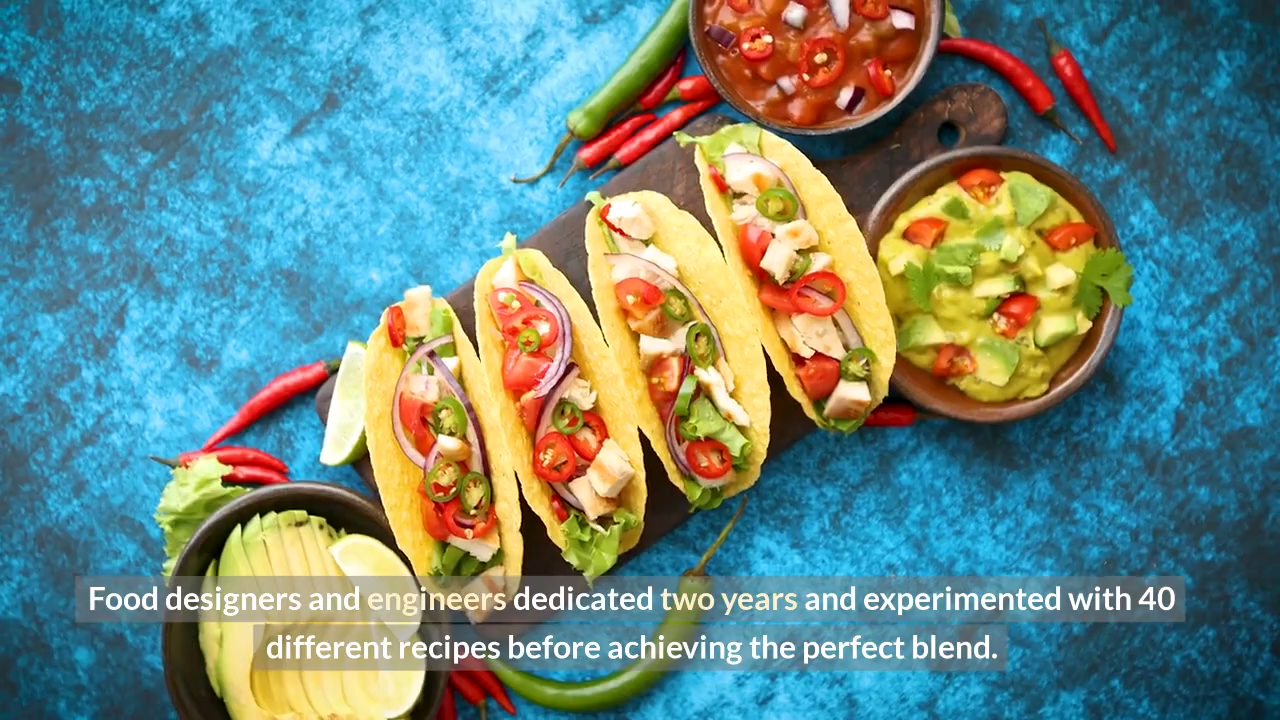 Food designers and engineers dedicated two years and experimented with 40
different recipes before achieving the perfect blend.